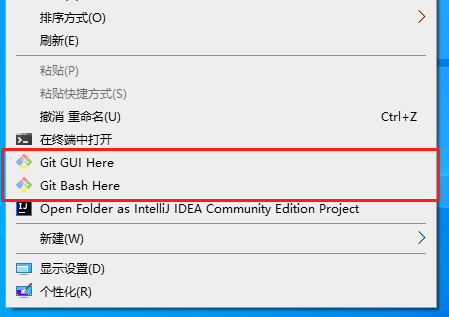 排序方式(O)
刷新(E)
粘贴(P)
粘贴快捷方式(S)
撤消 重命名(U) Ctrl+Z
在终端中打开
Git GUI Here
Git Bash Here
Open Folder as IntelliJ IDEA Community Edition Project
新建(W)
显示设置(D)
个性化(R)